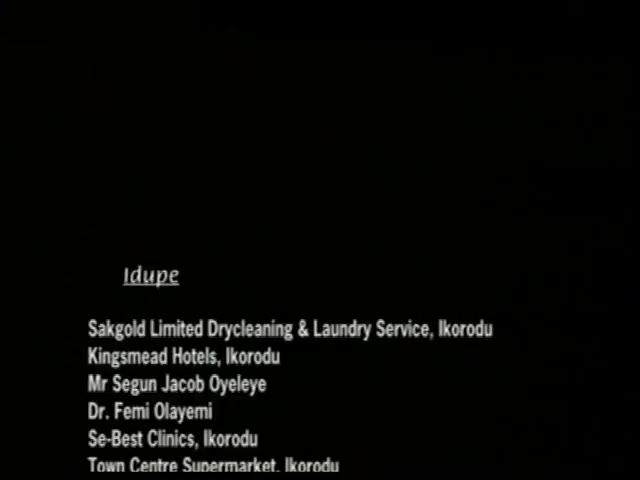 Idupe
Sakgold Limited Drycleaning & Laundry Service, Ikorodu
Kingsmead Hotels, Ikorodu
Mr Segun Jacob Oyeleye
Dr. Femi Olayemi
Se-Best Clinics, Ikorodu
Town Centre Supermarket, Ikorodu